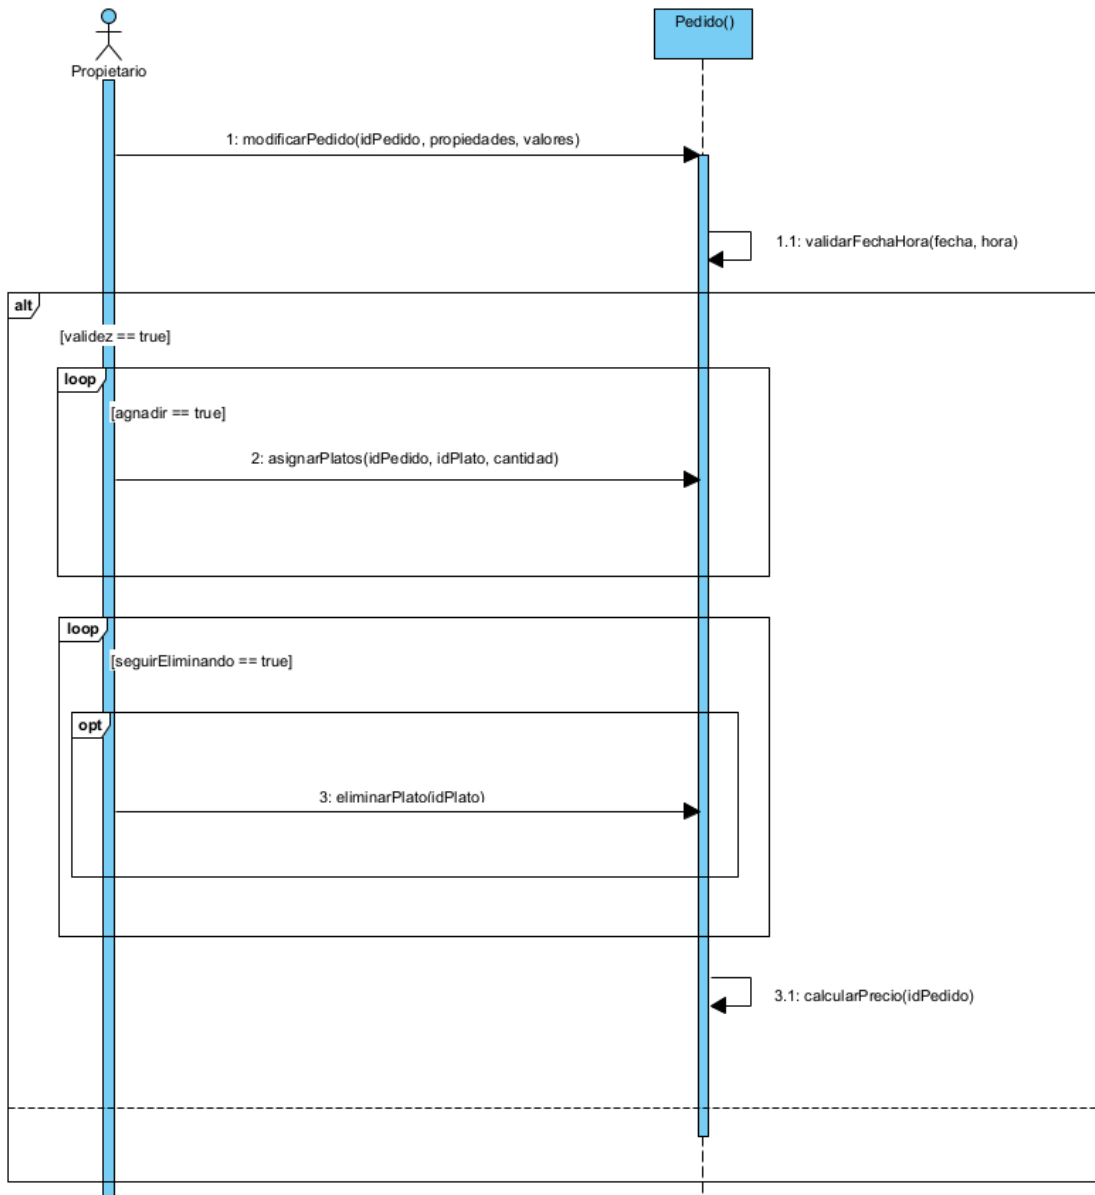 Pedido()
Propietario
1: modificarPedido(idPedido, propiedades, valores)
1.1: validarFechaHora(fecha, hora)
alt
[validez == true]
loop
[agnadir == true]
2: asignarPlatos(idPedido, idPlato, cantidad)
loop
[seguirEliminando == true]
opt
3: eliminarPlato(idPlato)
3.1: calcularPrecio(idPedido)